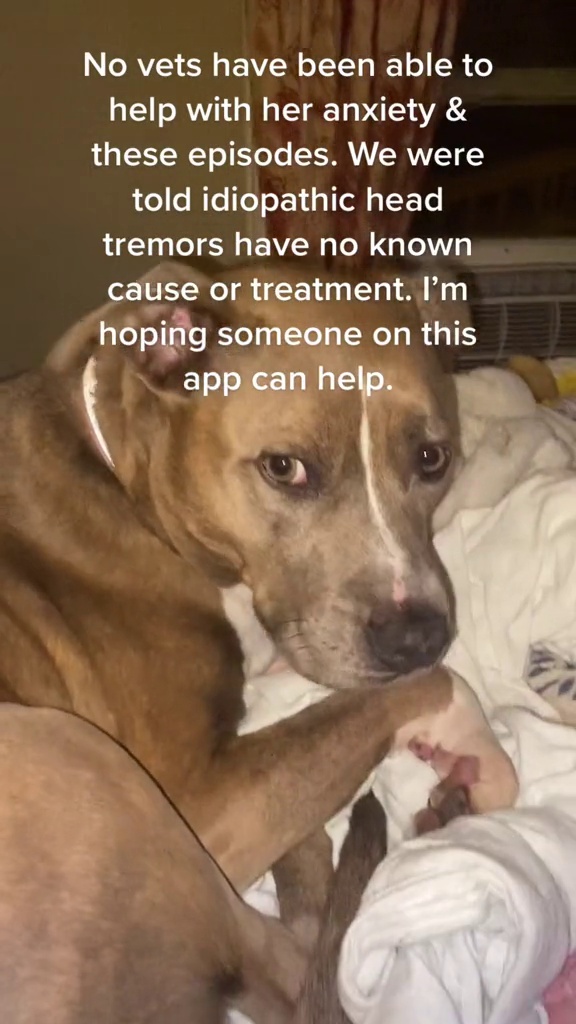 No vets have been able to
help with her anxiety &
these episodes. We were
told idiopathic head
tremors have no known
cause or treatment. I’m
hoping someone on this
app can help.